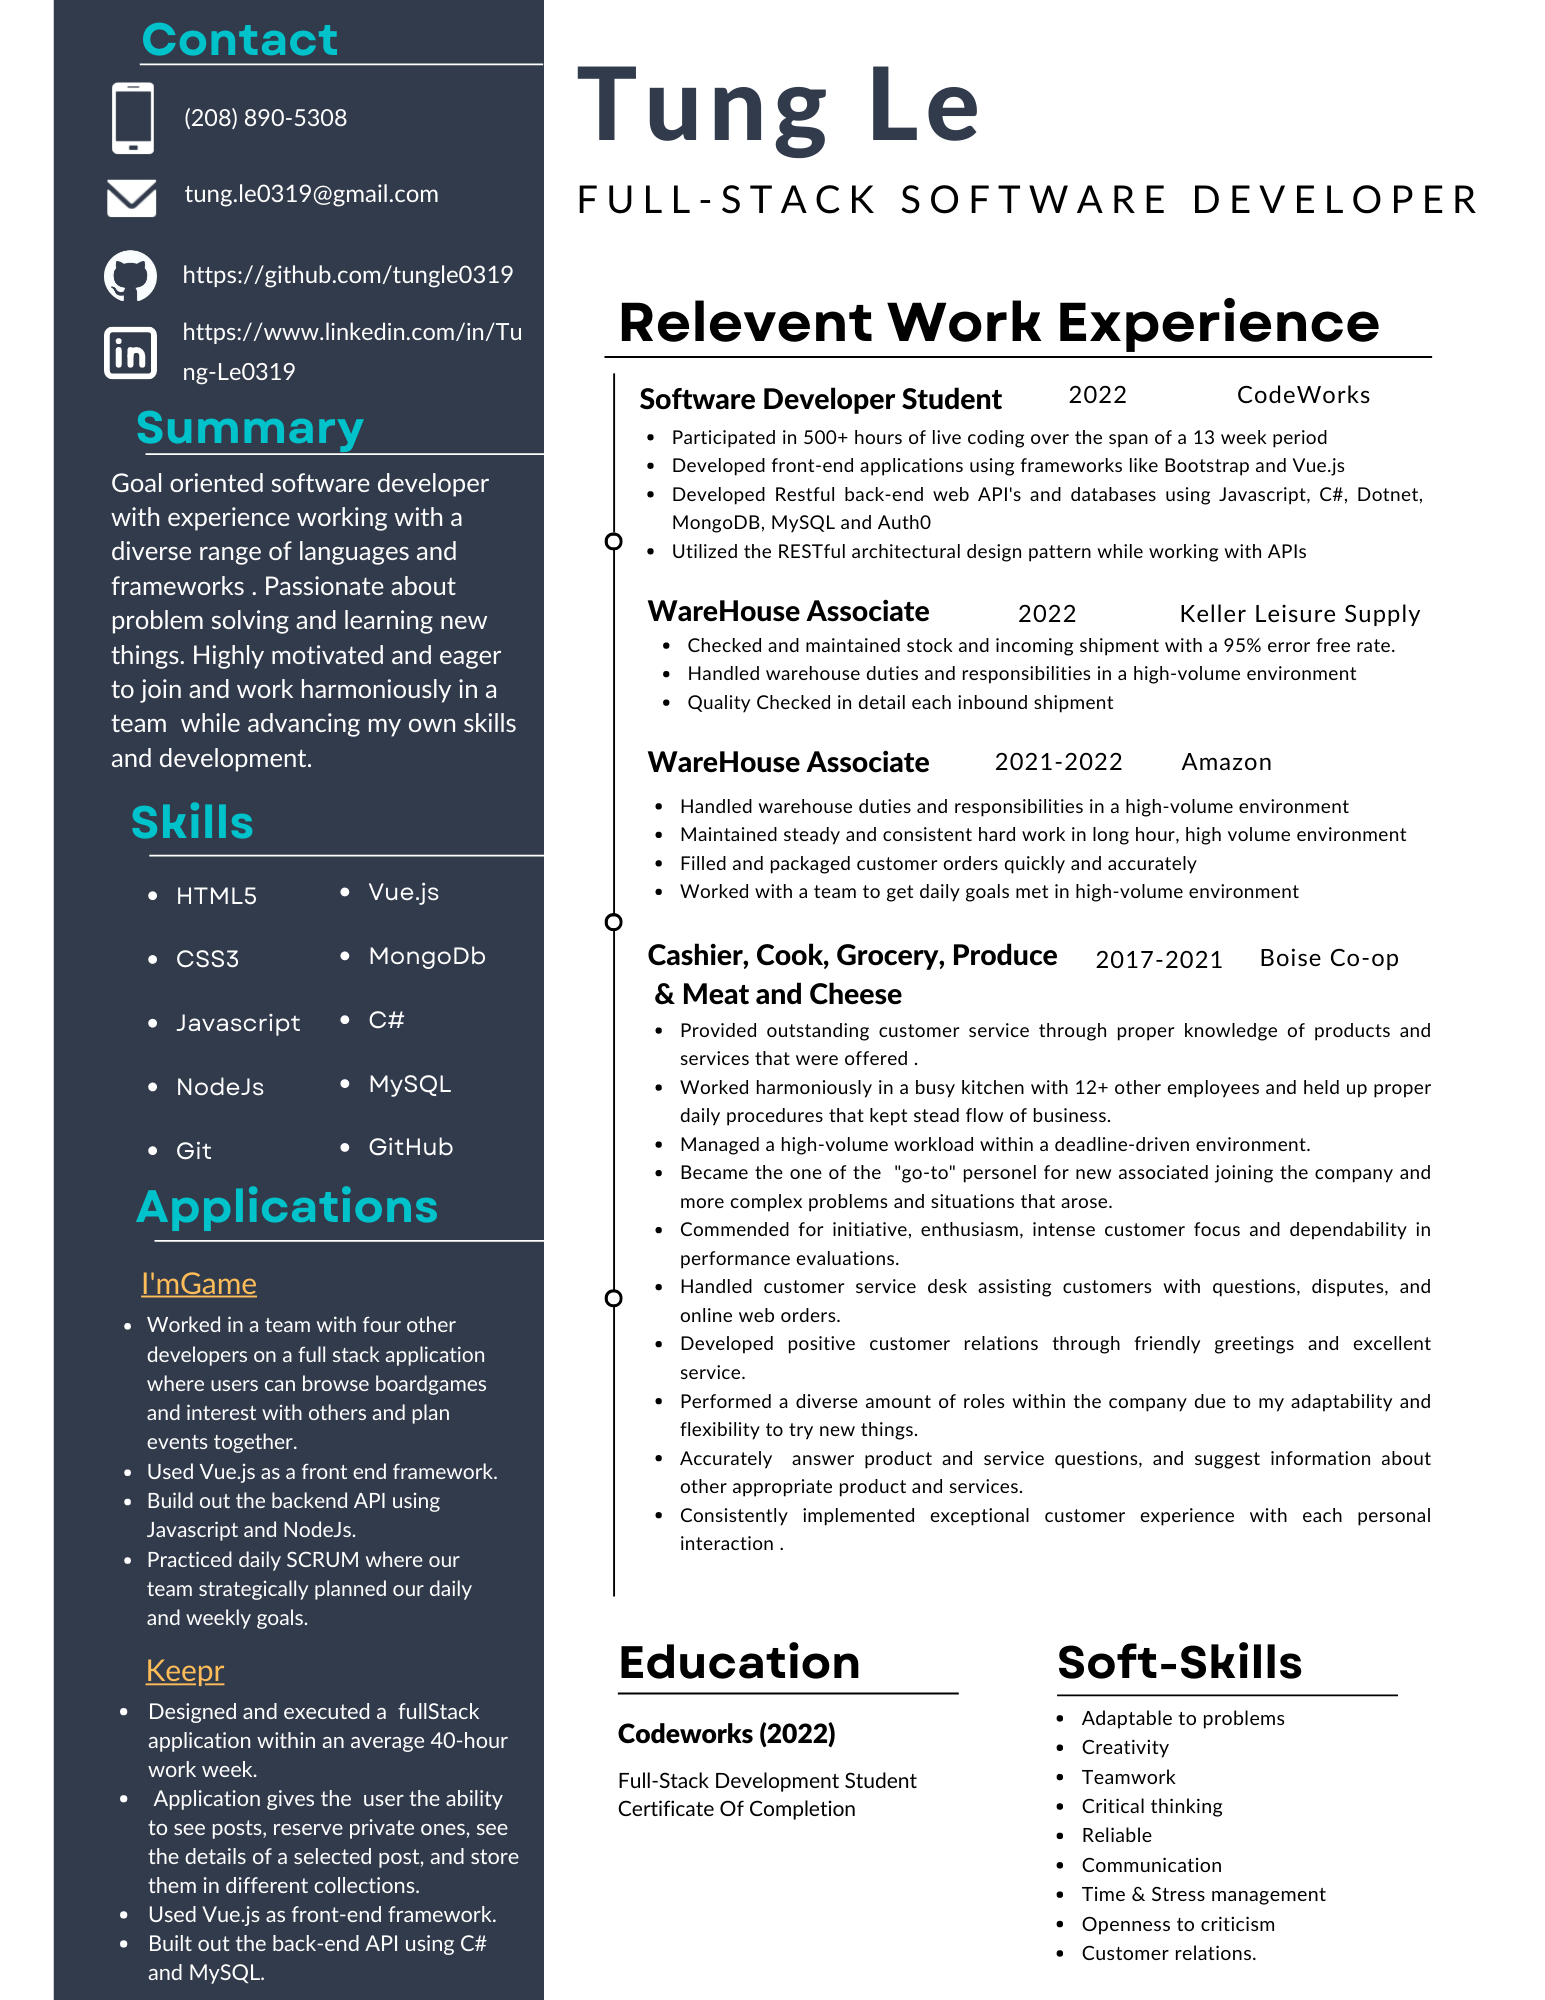 Contact
(208) 890-5308
tung.le0319@gmail.com
https://github.com/tungle0319
https://www.linkedin.com/in/Tu
ng-Le0319
Summary
Goal oriented software developer
with experience working with a
diverse range of languages and
frameworks . Passionate about
problem solving and learning new
things. Highly motivated and eager
to join and work harmoniously in a
team  while advancing my own skills
and development.
Skills
HTML5
CSS3
Javascript
NodeJs
Git
Vue.js
MongoDb
C#
MySQL
GitHub
Applications
I'mGame
Worked in a team with four other
developers on a full stack application
where users can browse boardgames
and interest with others and plan
events together.
Used Vue.js as a front end framework.
Build out the backend API using
Javascript and NodeJs.
Practiced daily SCRUM where our
team strategically planned our daily
and weekly goals.
Keepr
Designed and executed a  fullStack
application within an average 40-hour
work week.
Application gives the  user the ability
to see posts, reserve private ones, see
the details of a selected post, and store
them in different collections.
Used Vue.js as front-end framework.
Built out the back-end API using C#
and MySQL.
Tung Le
FULL-STACK SOFTWARE DEVELOPER
Relevent Work Experience
Software Developer Student 2022 CodeWorks
Participated in 500+ hours of live coding over the span of a 13 week period
Developed front-end applications using frameworks like Bootstrap and Vue.js
Developed Restful back-end web API's and databases using Javascript, C#, Dotnet,
MongoDB, MySQL and Auth0
Utilized the RESTful architectural design pattern while working with APIs
WareHouse Associate 2022 Keller Leisure Supply
Checked and maintained stock and incoming shipment with a 95% error free rate.
Handled warehouse duties and responsibilities in a high-volume environment
Quality Checked in detail each inbound shipment
WareHouse Associate 2021-2022 Amazon
Handled warehouse duties and responsibilities in a high-volume environment
Maintained steady and consistent hard work in long hour, high volume environment
Filled and packaged customer orders quickly and accurately
Worked with a team to get daily goals met in high-volume environment
Cashier, Cook, Grocery, Produce 2017-2021 Boise Co-op
& Meat and Cheese
Provided outstanding customer service through proper knowledge of products and
services that were offered .
Worked harmoniously in a busy kitchen with 12+ other employees and held up proper
daily procedures that kept stead flow of business.
Managed a high-volume workload within a deadline-driven environment.
Became the one of the  "go-to" personel for new associated joining the company and
more complex problems and situations that arose.
Commended for initiative, enthusiasm, intense customer focus and dependability in
performance evaluations.
Handled customer service desk assisting customers with questions, disputes, and
online web orders.
Developed positive customer relations through friendly greetings and excellent
service.
Performed a diverse amount of roles within the company due to my adaptability and
flexibility to try new things.
Accurately  answer product and service questions, and suggest information about
other appropriate product and services.
Consistently implemented exceptional customer experience with each personal
interaction .
Education
Codeworks (2022)
Full-Stack Development Student
Certificate Of Completion
Soft-Skills
Adaptable to problems
Creativity
Teamwork
Critical thinking
Reliable
Communication
Time & Stress management
Openness to criticism
Customer relations.